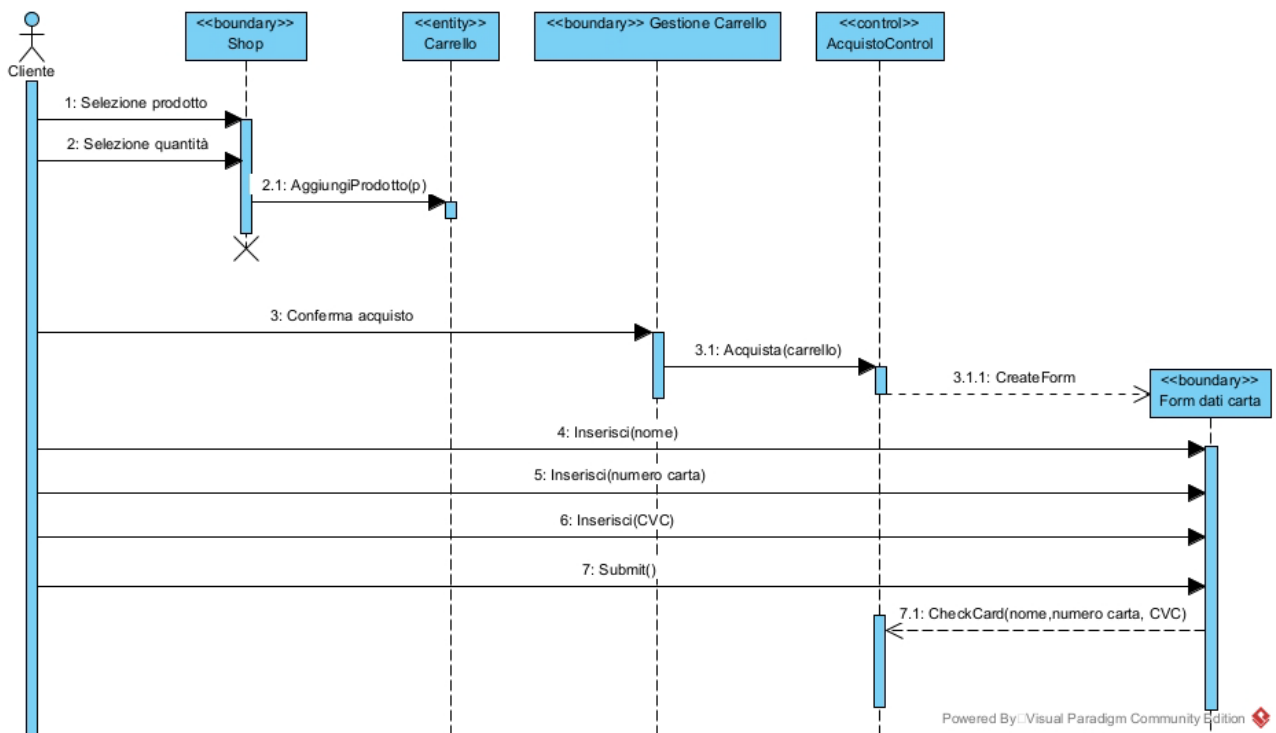 Cliente
<<boundary>>
Shop
<<entity>>
Carrello
<<boundary>> Gestione Carrello
<<control>>
AcquistoControl
1: Selezione prodotto
2: Selezione quantità
2.1: AggiungiProdotto(p)
3: Conferma acquisto
3.1: Acquista(carrello)
3.1.1: CreateForm
<<boundary>>
Form dati carta
4: Inserisci(nome)
5: Inserisci(numero carta)
6: Inserisci(CVC)
7: Submit()
7.1: CheckCard(nome,numero carta, CVC)
Powered By□Visual Paradigm Community Edition